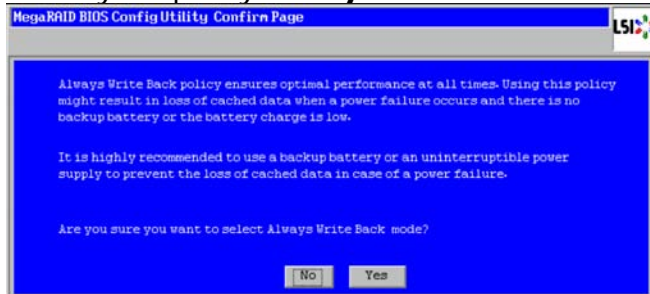 MegaRAID BIOS Config Utility Confirm Page
LSI
Always Write Back policy ensures optimal performance at all times. Using this policy
might result in loss of cached data when a power failure occurs and there is no
backup battery or the battery charge is low.
It is highly recommended to use a backup battery or an uninterruptible power
supply to prevent the loss of cached data in case of a power failure.
Are you sure you want to select Always Write Back mode?
No Yes